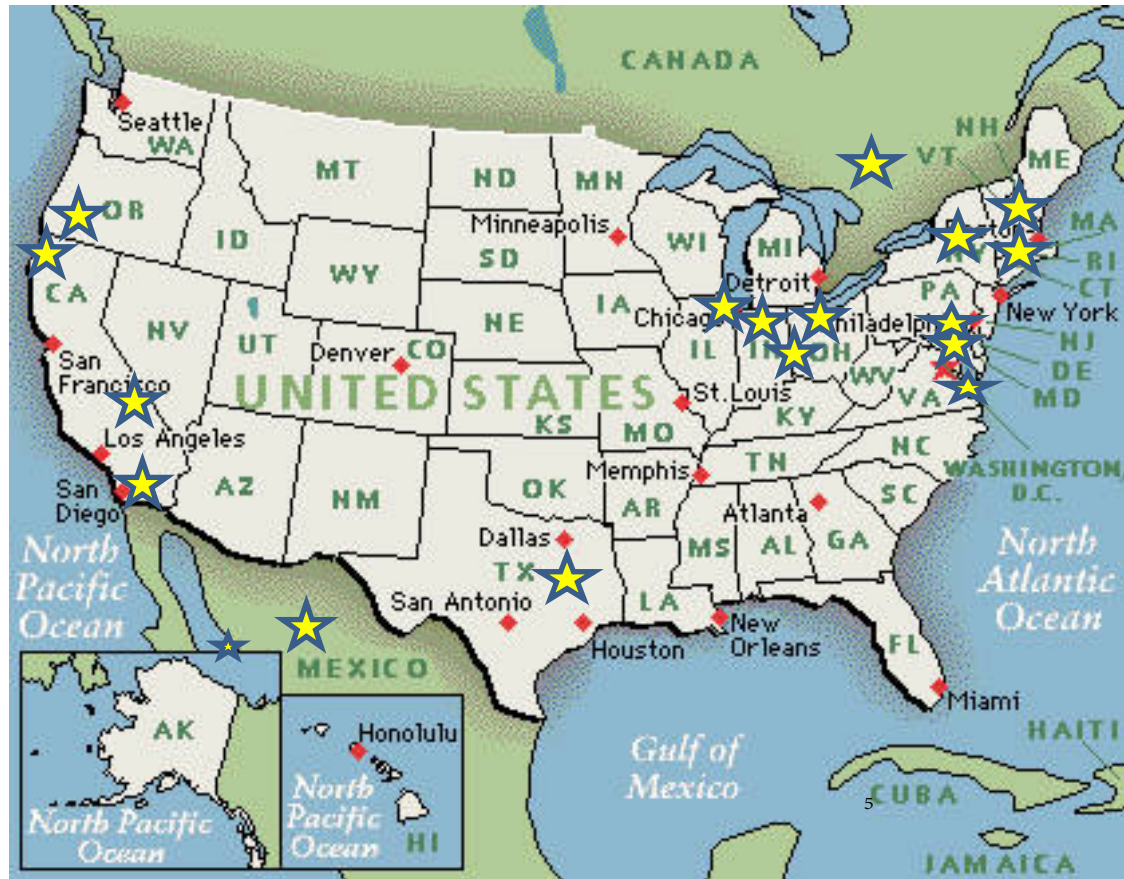 CANADA
NH
VT
ME
Seattle
WA
MT
ND
MN
OR
Minneapolis
MA
ID
SD
WI
MI
RI
WY
Detroit
CT
CA
PA
IA
New York
NV
NE
Chicago
UT
IL
OH
NJ
Denver
CO
San
Francisco
WV
DE
UNITED STATES
St. Louis
VA
MD
KS
MO
KY
Los Angeles
NC
Memphis
TN
WASHINGTON,
D.C.
AZ
NM
OK
AR
SC
San
Diego
Atlanta
Dallas
MS
AL
GA
North
Pacific
Ocean
North
Atlantic
Ocean
TX
San Antonio
LA
New
Orleans
Houston
FL
MEXICO
Miami
AK
Honolulu
HAITI
Gulf of
Mexico
North
Pacific
Ocean
HI
5
CUBA
North Pacific
Ocean
JAMAICA